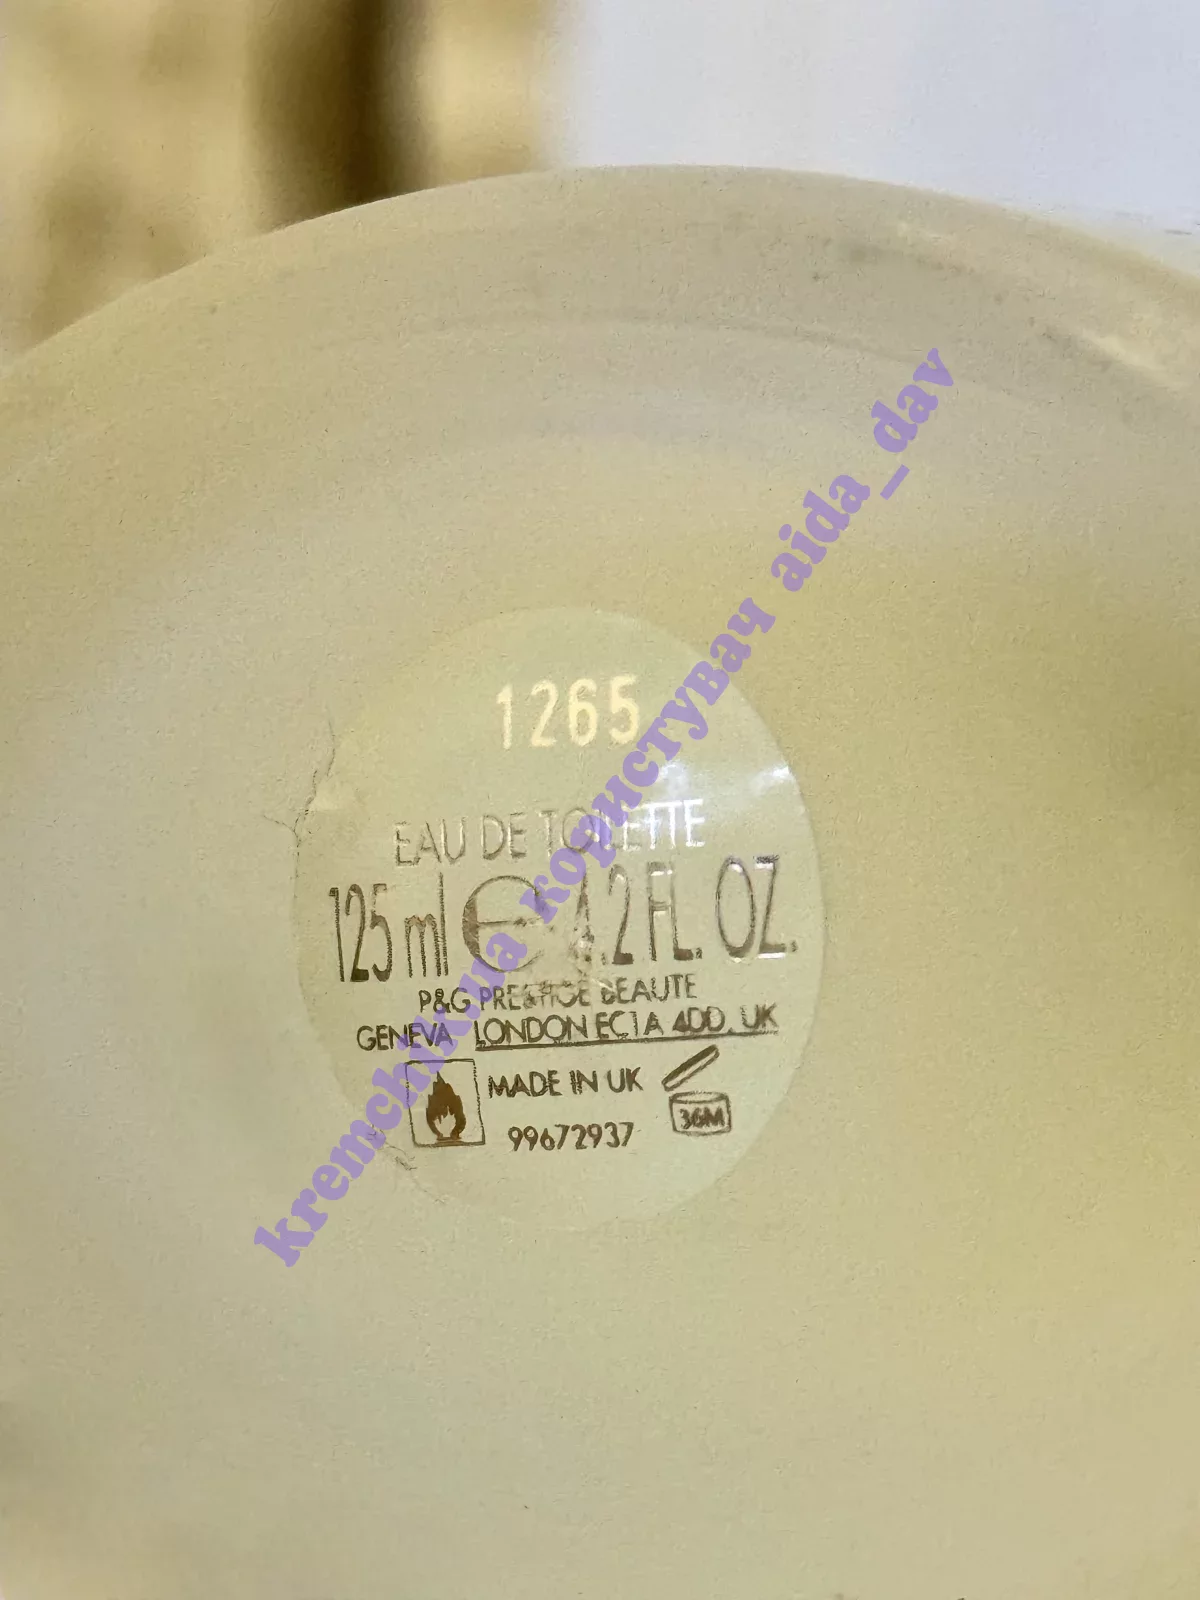 1265
EAU DE TOILETTE
125 ml e 4.2 FL. OZ.
P&G PRESTIGE BEAUTE
GENEVA LONDON EC1A 4DD, UK
MADE IN UK
36M
99672937
kremchik.ua користувач aida_dav